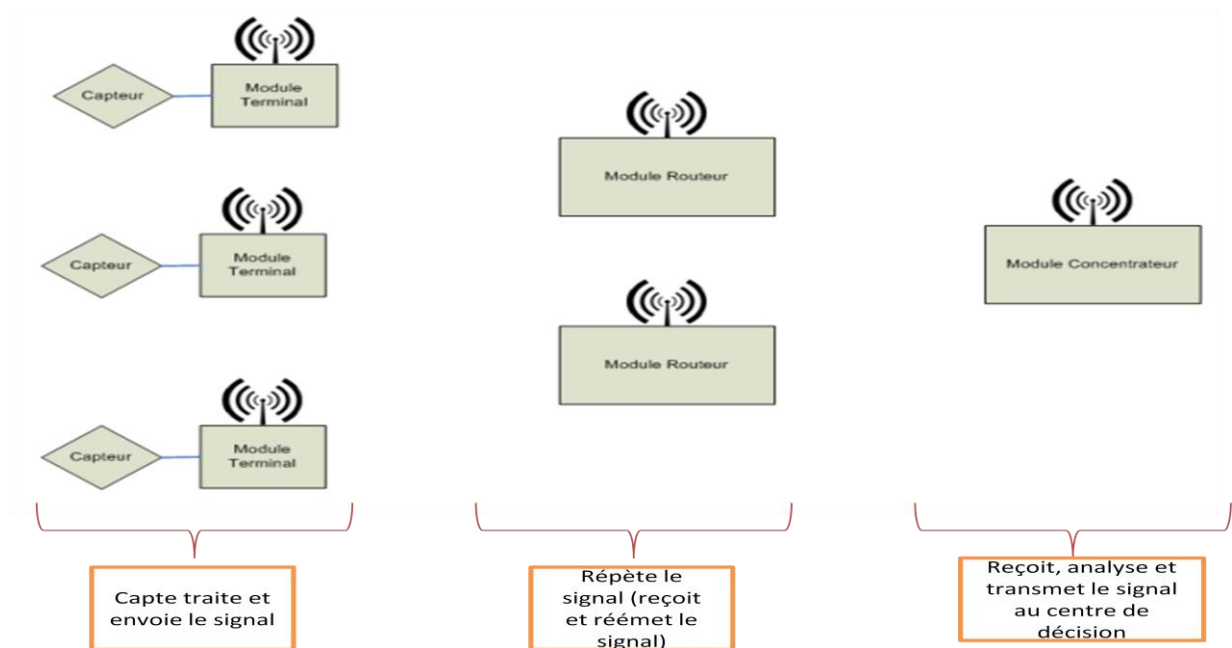 Capteur
Module
Terminal
Capteur
Module
Terminal
Capteur
Module
Terminal
Module Routeur
Module Routeur
Module Concentrateur
Capte traite et
envoie le signal
Répète le
signal (reçoit
et réémet le
signal)
Reçoit, analyse et
transmet le signal
au centre de
décision